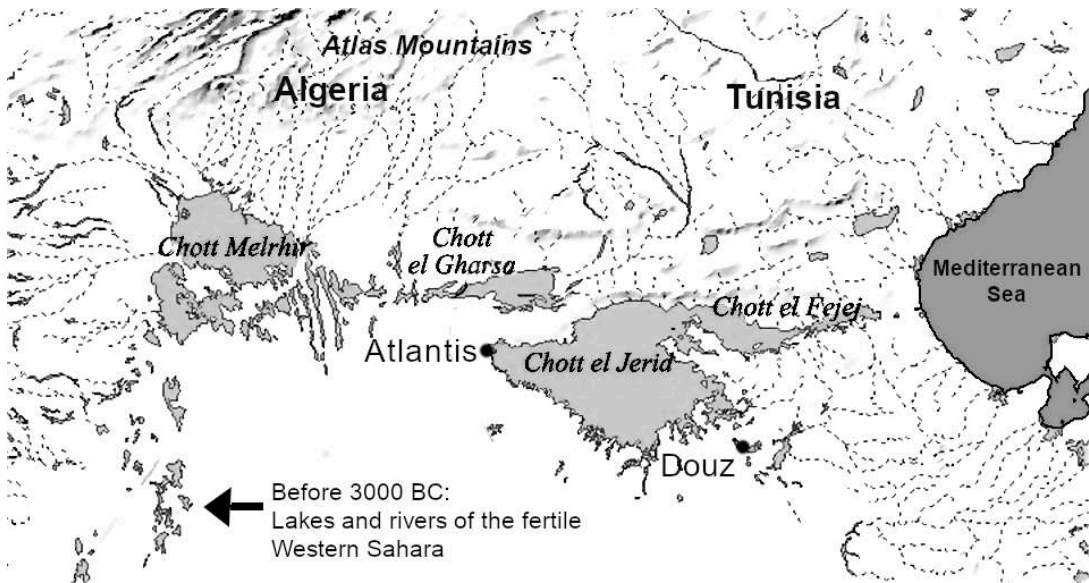 Atlas Mountains
Algeria
Tunisia
Chott Melrhir
Chott
el Gharsa
Mediterranean
Sea
Chott el Fejej
Atlantis
Chott el Jerid
Douz
Before 3000 BC:
Lakes and rivers of the fertile
Western Sahara